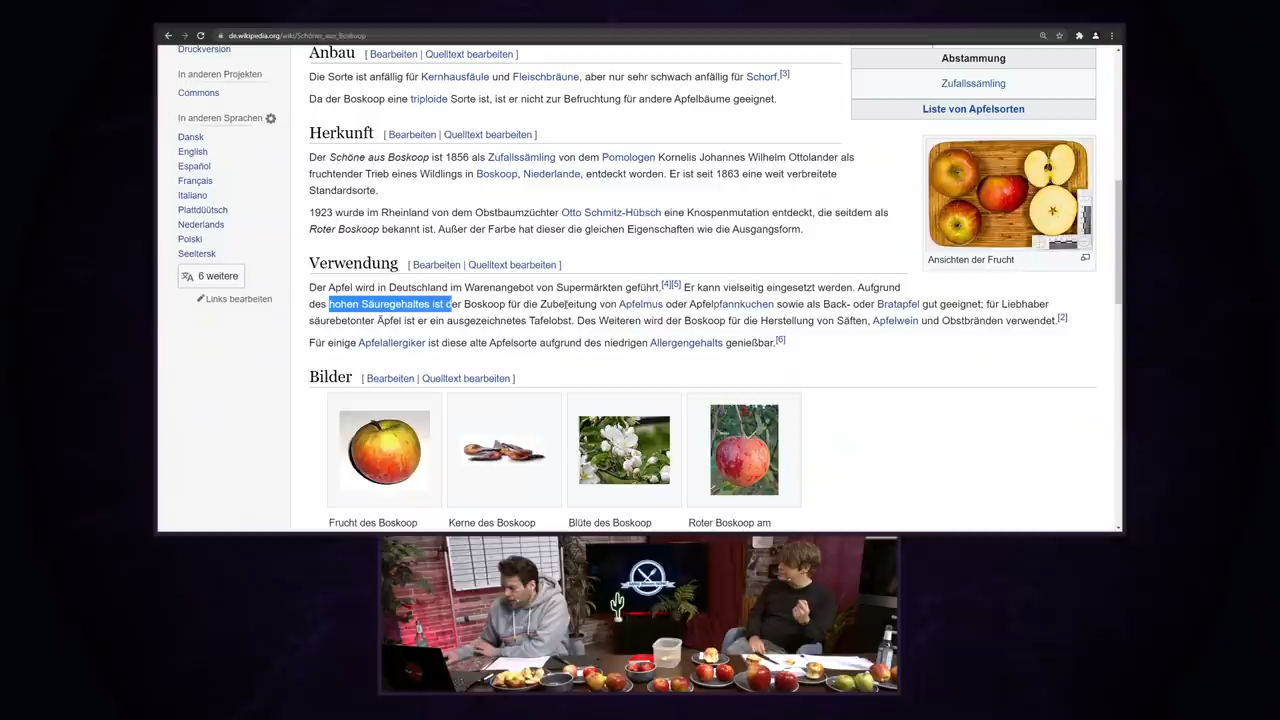 de.wikipedia.org/wiki/Schöner_aus_Boskoop
Druckversion
In anderen Projekten
Commons
In anderen Sprachen
Dansk
English
Español
Français
Italiano
Plattdüütsch
Nederlands
Polski
Seeltersk
6 weitere
Links bearbeiten
Anbau [ Bearbeiten | Quelltext bearbeiten ]
Die Sorte ist anfällig für Kernhausfäule und Fleischbräune, aber nur sehr schwach anfällig für Schorf.[3]
Da der Boskoop eine triploide Sorte ist, ist er nicht zur Befruchtung für andere Apfelbäume geeignet.
Herkunft [ Bearbeiten | Quelltext bearbeiten ]
Der Schöne aus Boskoop ist 1856 als Zufallssämling von dem Pomologen Kornelis Johannes Wilhelm Ottolander als
fruchtender Trieb eines Wildlings in Boskoop, Niederlande, entdeckt worden. Er ist seit 1863 eine weit verbreitete
Standardsorte.
1923 wurde im Rheinland von dem Obstbaumzüchter Otto Schmitz-Hübsch eine Knospenmutation entdeckt, die seitdem als
Roter Boskoop bekannt ist. Außer der Farbe hat dieser die gleichen Eigenschaften wie die Ausgangsform.
Verwendung [ Bearbeiten | Quelltext bearbeiten ]
Der Apfel wird in Deutschland im Warenangebot von Supermärkten geführt.[4][5] Er kann vielseitig eingesetzt werden. Aufgrund
des hohen Säuregehaltes ist der Boskoop für die Zubereitung von Apfelmus oder Apfelpfannkuchen sowie als Back- oder Bratapfel gut geeignet; für Liebhaber
säurebetonter Äpfel ist er ein ausgezeichnetes Tafelobst. Des Weiteren wird der Boskoop für die Herstellung von Säften, Apfelwein und Obstbränden verwendet.[2]
Für einige Apfelallergiker ist diese alte Apfelsorte aufgrund des niedrigen Allergengehalts genießbar.[6]
Bilder [ Bearbeiten | Quelltext bearbeiten ]
Frucht des Boskoop
Kerne des Boskoop
Blüte des Boskoop
Roter Boskoop am
Abstammung
Zufallssämling
Liste von Apfelsorten
Ansichten der Frucht